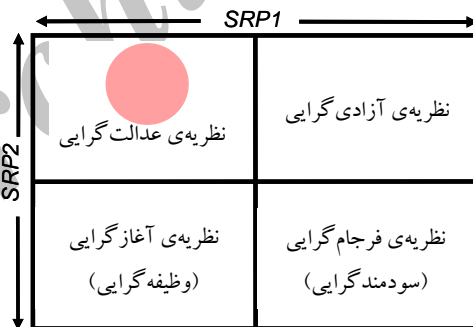 SRP1
SRP2
نظریه‌ی آزادی‌گرایی
نظریه‌ی عدالت‌گرایی
نظریه‌ی فرجام‌گرایی
(سودمندگرایی)
نظریه‌ی آغازگرایی
(وظیفه‌گرایی)